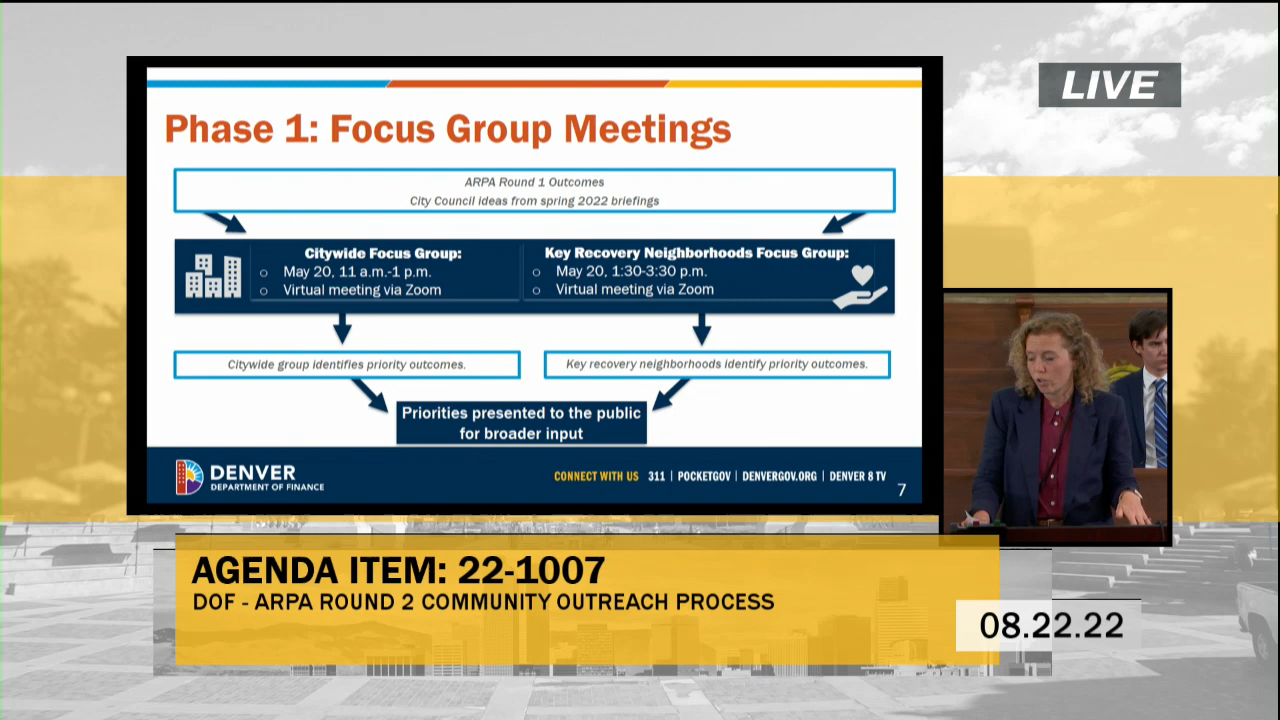 LIVE
Phase 1: Focus Group Meetings
ARPA Round 1 Outcomes
City Council ideas from spring 2022 briefings
Citywide Focus Group:
o May 20, 11 a.m.-1 p.m.
o Virtual meeting via Zoom
Key Recovery Neighborhoods Focus Group:
o May 20, 1:30-3:30 p.m.
o Virtual meeting via Zoom
Citywide group identifies priority outcomes.
Key recovery neighborhoods identify priority outcomes.
Priorities presented to the public
for broader input
DENVER
DEPARTMENT OF FINANCE
CONNECT WITH US 311 | POCKETGOV | DENVERGOV.ORG | DENVER 8 TV
7
AGENDA ITEM: 22-1007
DOF - ARPA ROUND 2 COMMUNITY OUTREACH PROCESS
08.22.22